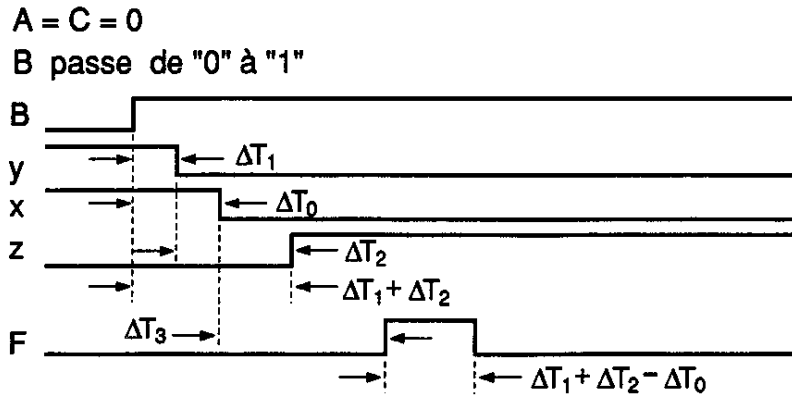 A = C = 0
B passe de "0" à "1"
B
y ΔT₁
x ΔT₀
z ΔT₂
ΔT₁ + ΔT₂
ΔT₃
F
ΔT₁ + ΔT₂ − ΔT₀